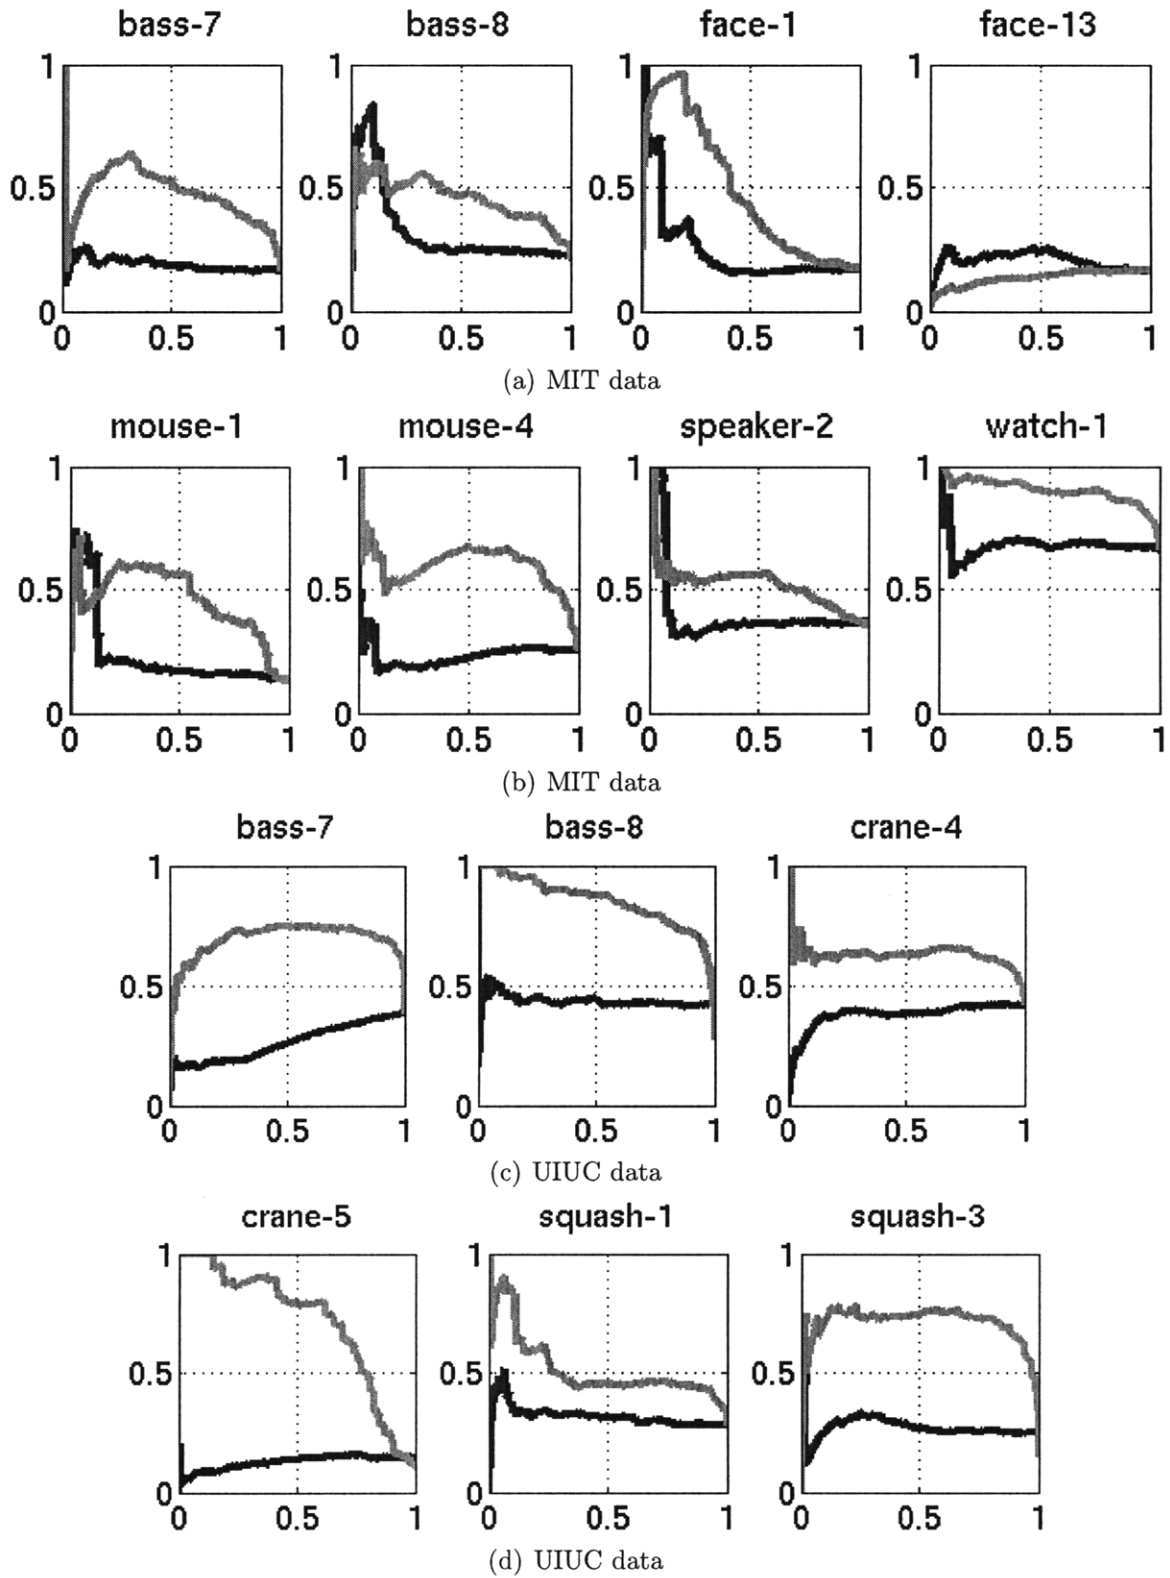 bass-7 bass-8 face-1 face-13
1 1 1 1
0.5 0.5 0.5 0.5
0 0 0 0
0 0.5 1 0 0.5 1 0 0.5 1 0 0.5 1
(a) MIT data
mouse-1 mouse-4 speaker-2 watch-1
1 1 1 1
0.5 0.5 0.5 0.5
0 0 0 0
0 0.5 1 0 0.5 1 0 0.5 1 0 0.5 1
(b) MIT data
bass-7 bass-8 crane-4
1 1 1
0.5 0.5 0.5
0 0 0
0 0.5 1 0 0.5 1 0 0.5 1
(c) UIUC data
crane-5 squash-1 squash-3
1 1 1
0.5 0.5 0.5
0 0 0
0 0.5 1 0 0.5 1 0 0.5 1
(d) UIUC data